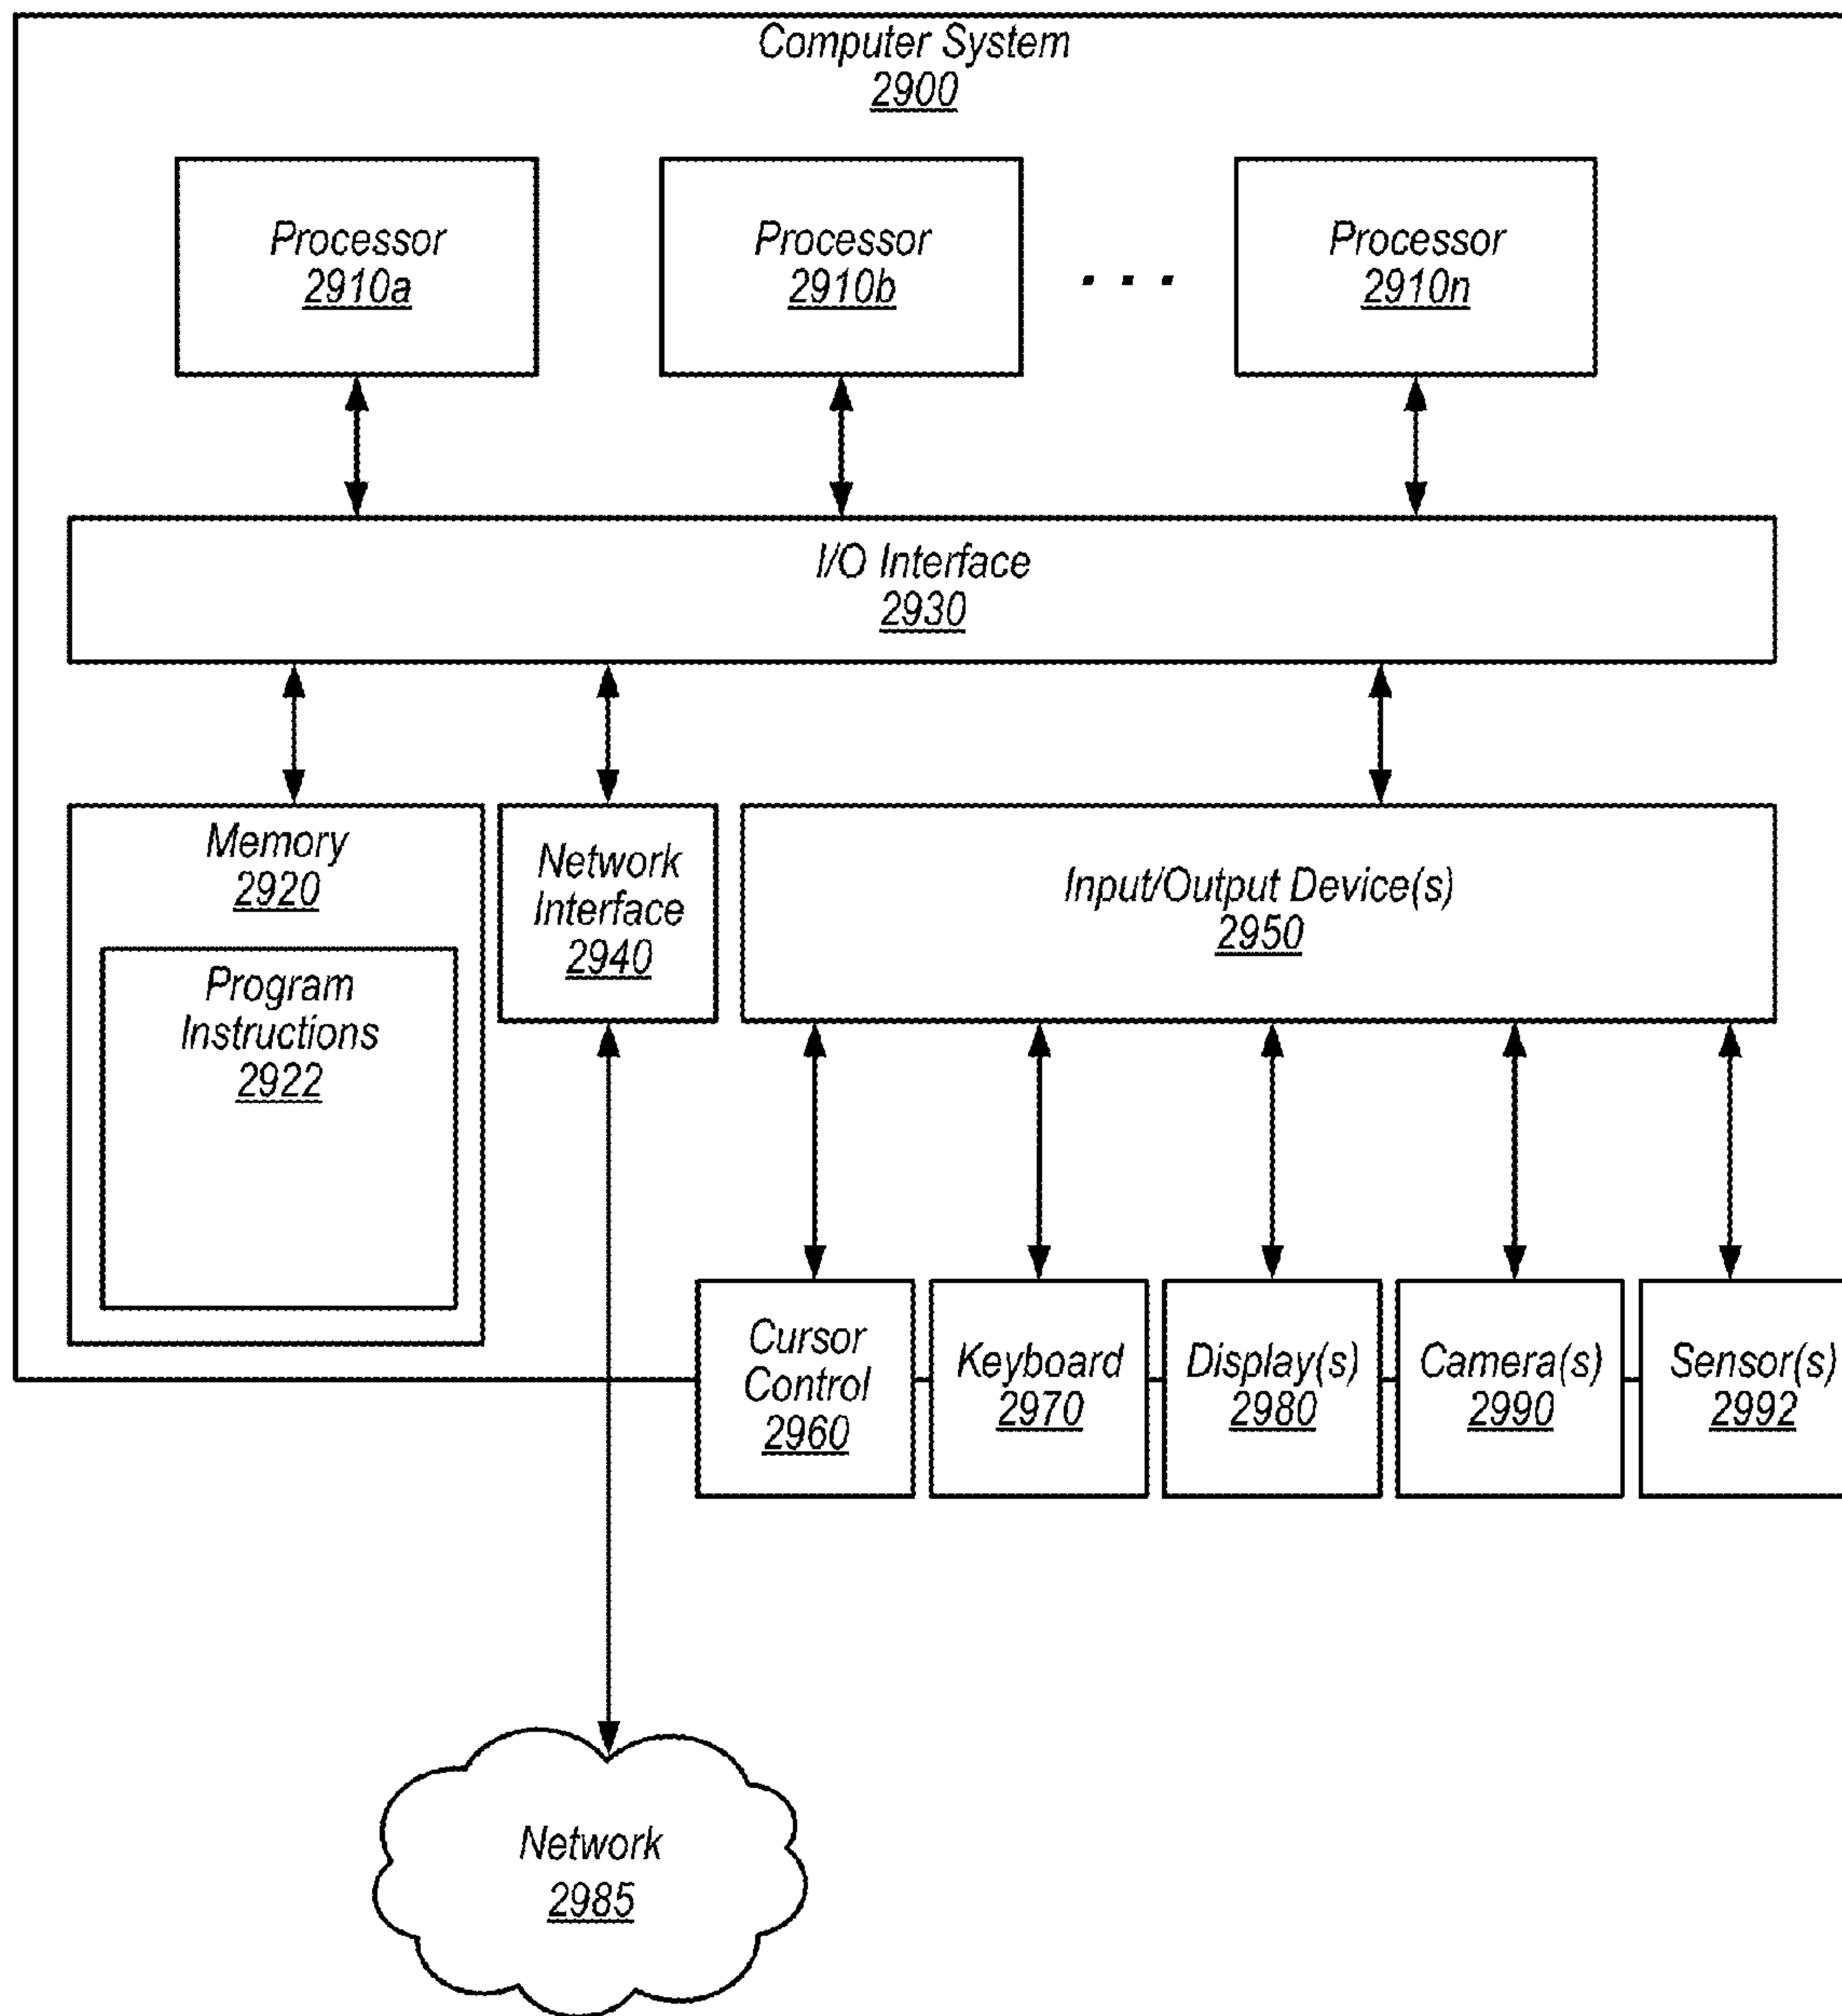 Computer System
2900
Processor
2910a
Processor
2910b
. . .
Processor
2910n
I/O Interface
2930
Memory
2920
Program
Instructions
2922
Network
Interface
2940
Input/Output Device(s)
2950
Cursor
Control
2960
Keyboard
2970
Display(s)
2980
Camera(s)
2990
Sensor(s)
2992
Network
2985